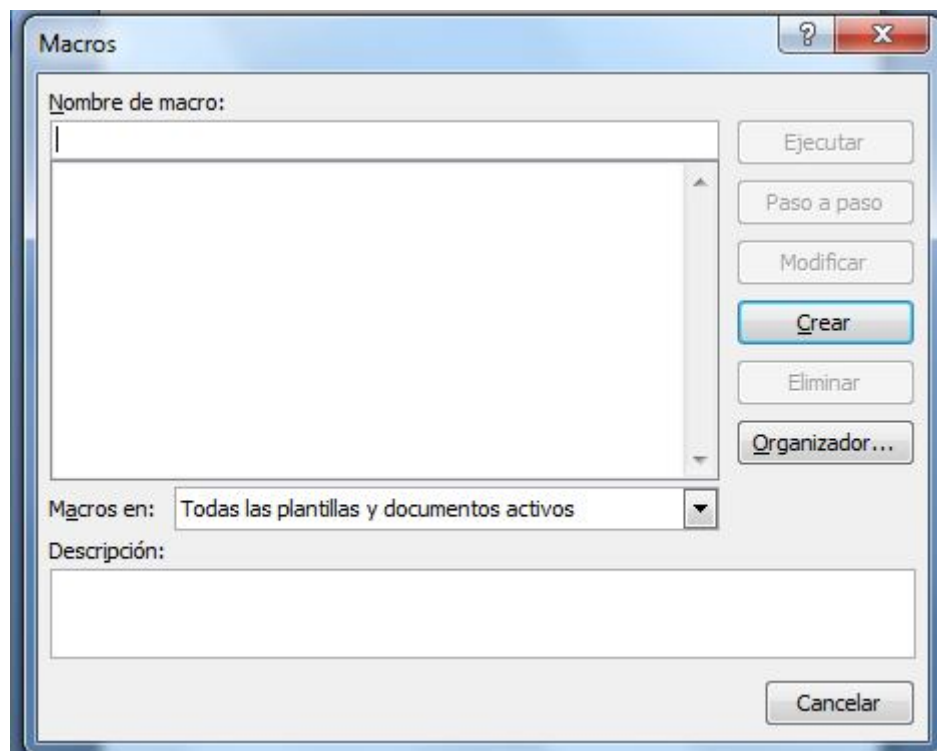 Macros
Nombre de macro:
Ejecutar
Paso a paso
Modificar
Crear
Eliminar
Organizador...
Macros en: Todas las plantillas y documentos activos
Descripción:
Cancelar